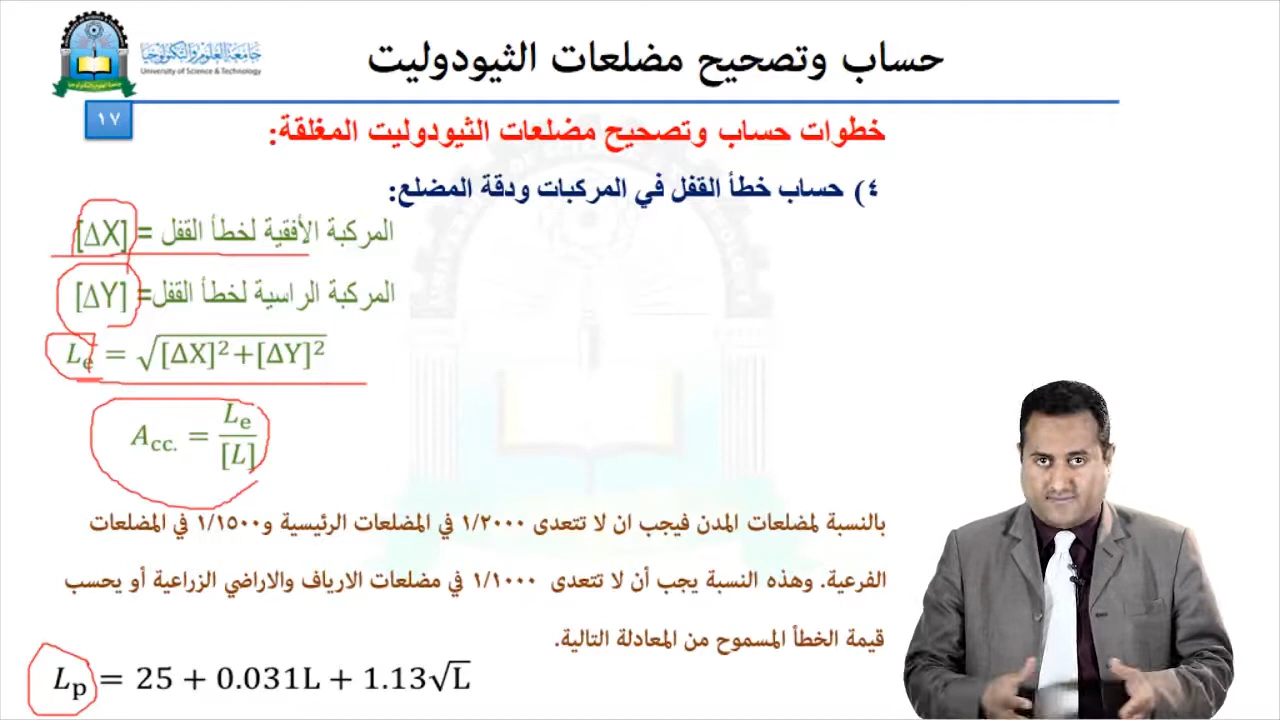 جامعة العلوم والتكنولوجيا
University of Science & Technology
حساب وتصحيح مضلعات الثيودوليت
١٧
خطوات حساب وتصحيح مضلعات الثيودوليت المغلقة:
٤) حساب خطأ القفل في المركبات ودقة المضلع:
[ΔX] = المركبة الأفقية لخطأ القفل
[ΔY] =المركبة الراسية لخطأ القفل
Lₑ = √[ΔX]²+[ΔY]²
A_cc. = Lₑ/[L]
بالنسبة لمضلعات المدن فيجب ان لا تتعدى ١/٢٠٠٠ في المضلعات الرئيسية و١/١٥٠٠ في المضلعات
الفرعية. وهذه النسبة يجب أن لا تتعدى ١/١٠٠٠ في مضلعات الارياف والاراضي الزراعية أو يحسب
قيمة الخطأ المسموح من المعادلة التالية.
Lₚ = 25 + 0.031L + 1.13√L